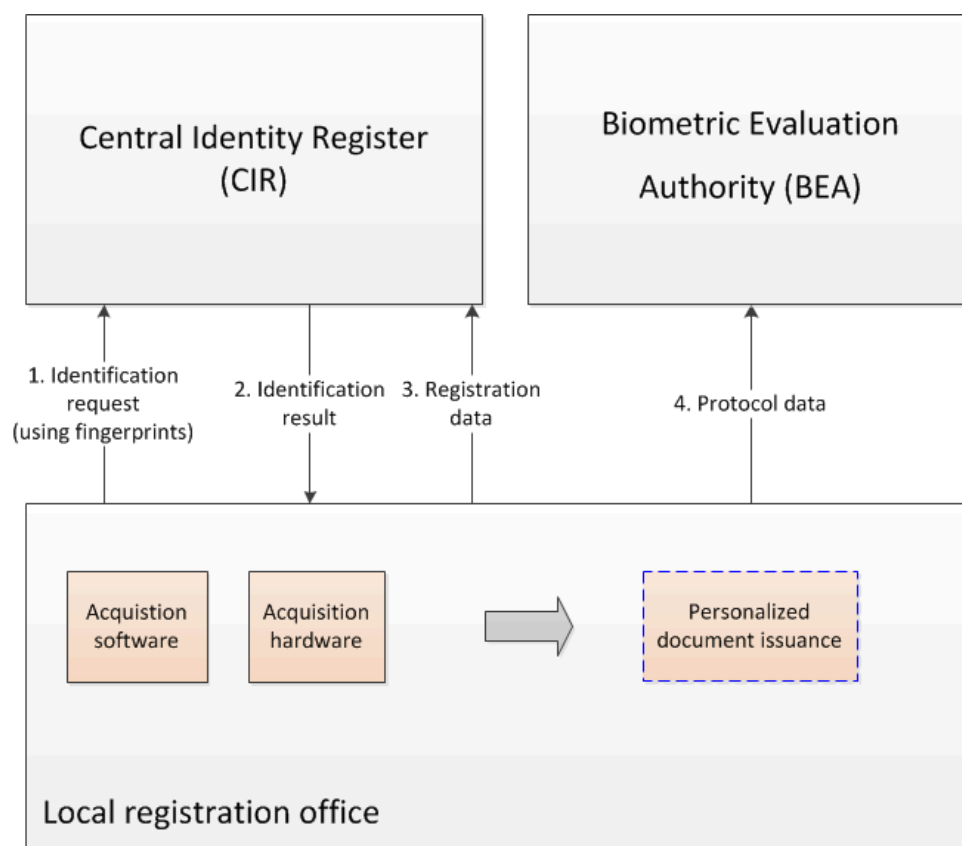 Central Identity Register
(CIR)
Biometric Evaluation
Authority (BEA)
1. Identification
request
(using fingerprints)
2. Identification
result
3. Registration
data
4. Protocol data
Acquistion
software
Acquisition
hardware
Personalized
document issuance
Local registration office